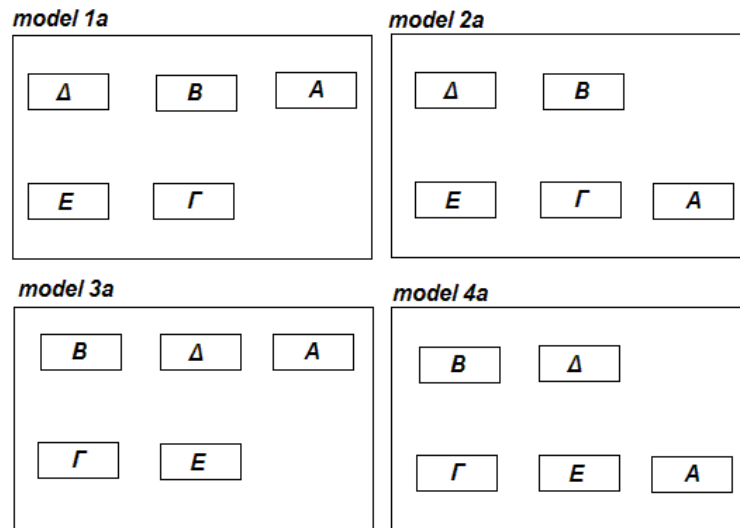 model 1a
Δ B A
E Γ
model 2a
Δ B
E Γ A
model 3a
B Δ A
Γ E
model 4a
B Δ
Γ E A